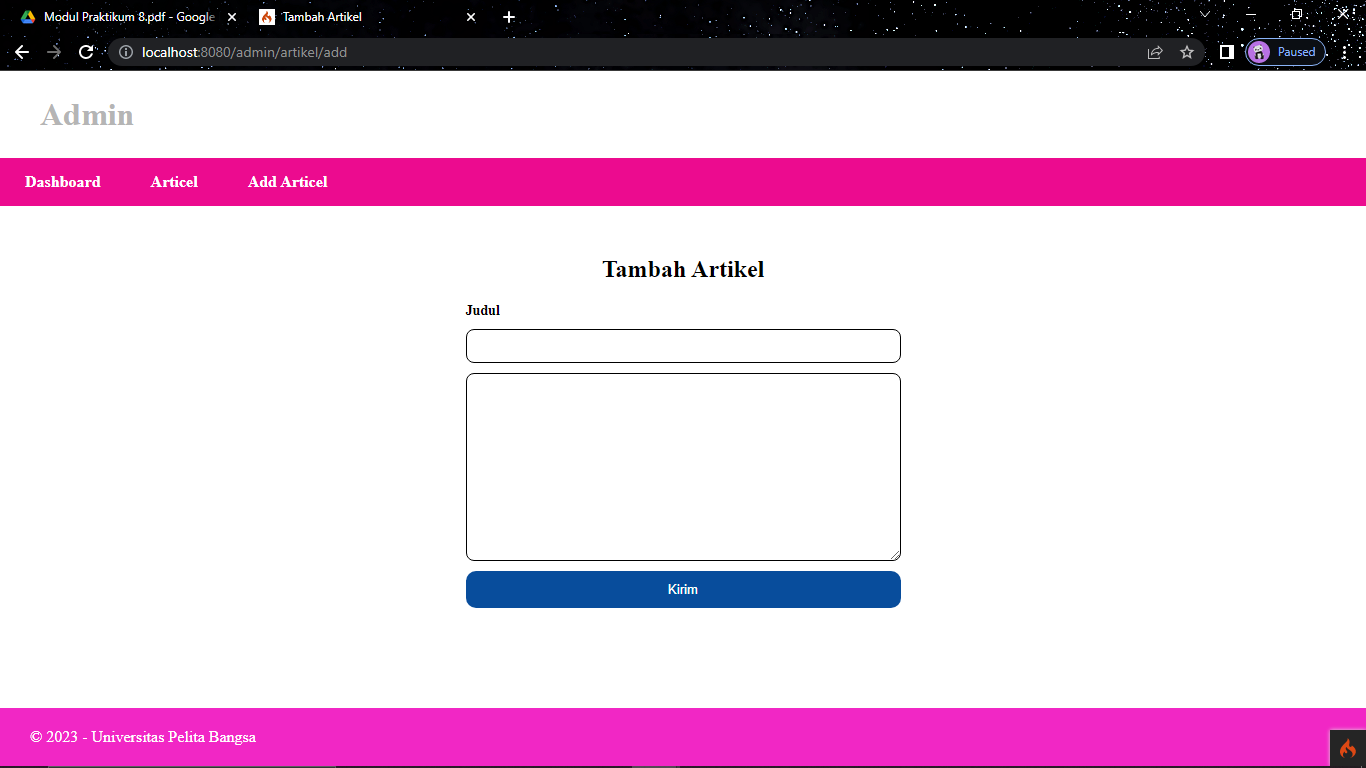 Modul Praktikum 8.pdf - Google
Tambah Artikel
localhost:8080/admin/artikel/add
Paused
Admin
Dashboard Articel Add Articel
Tambah Artikel
Judul
Kirim
© 2023 - Universitas Pelita Bangsa